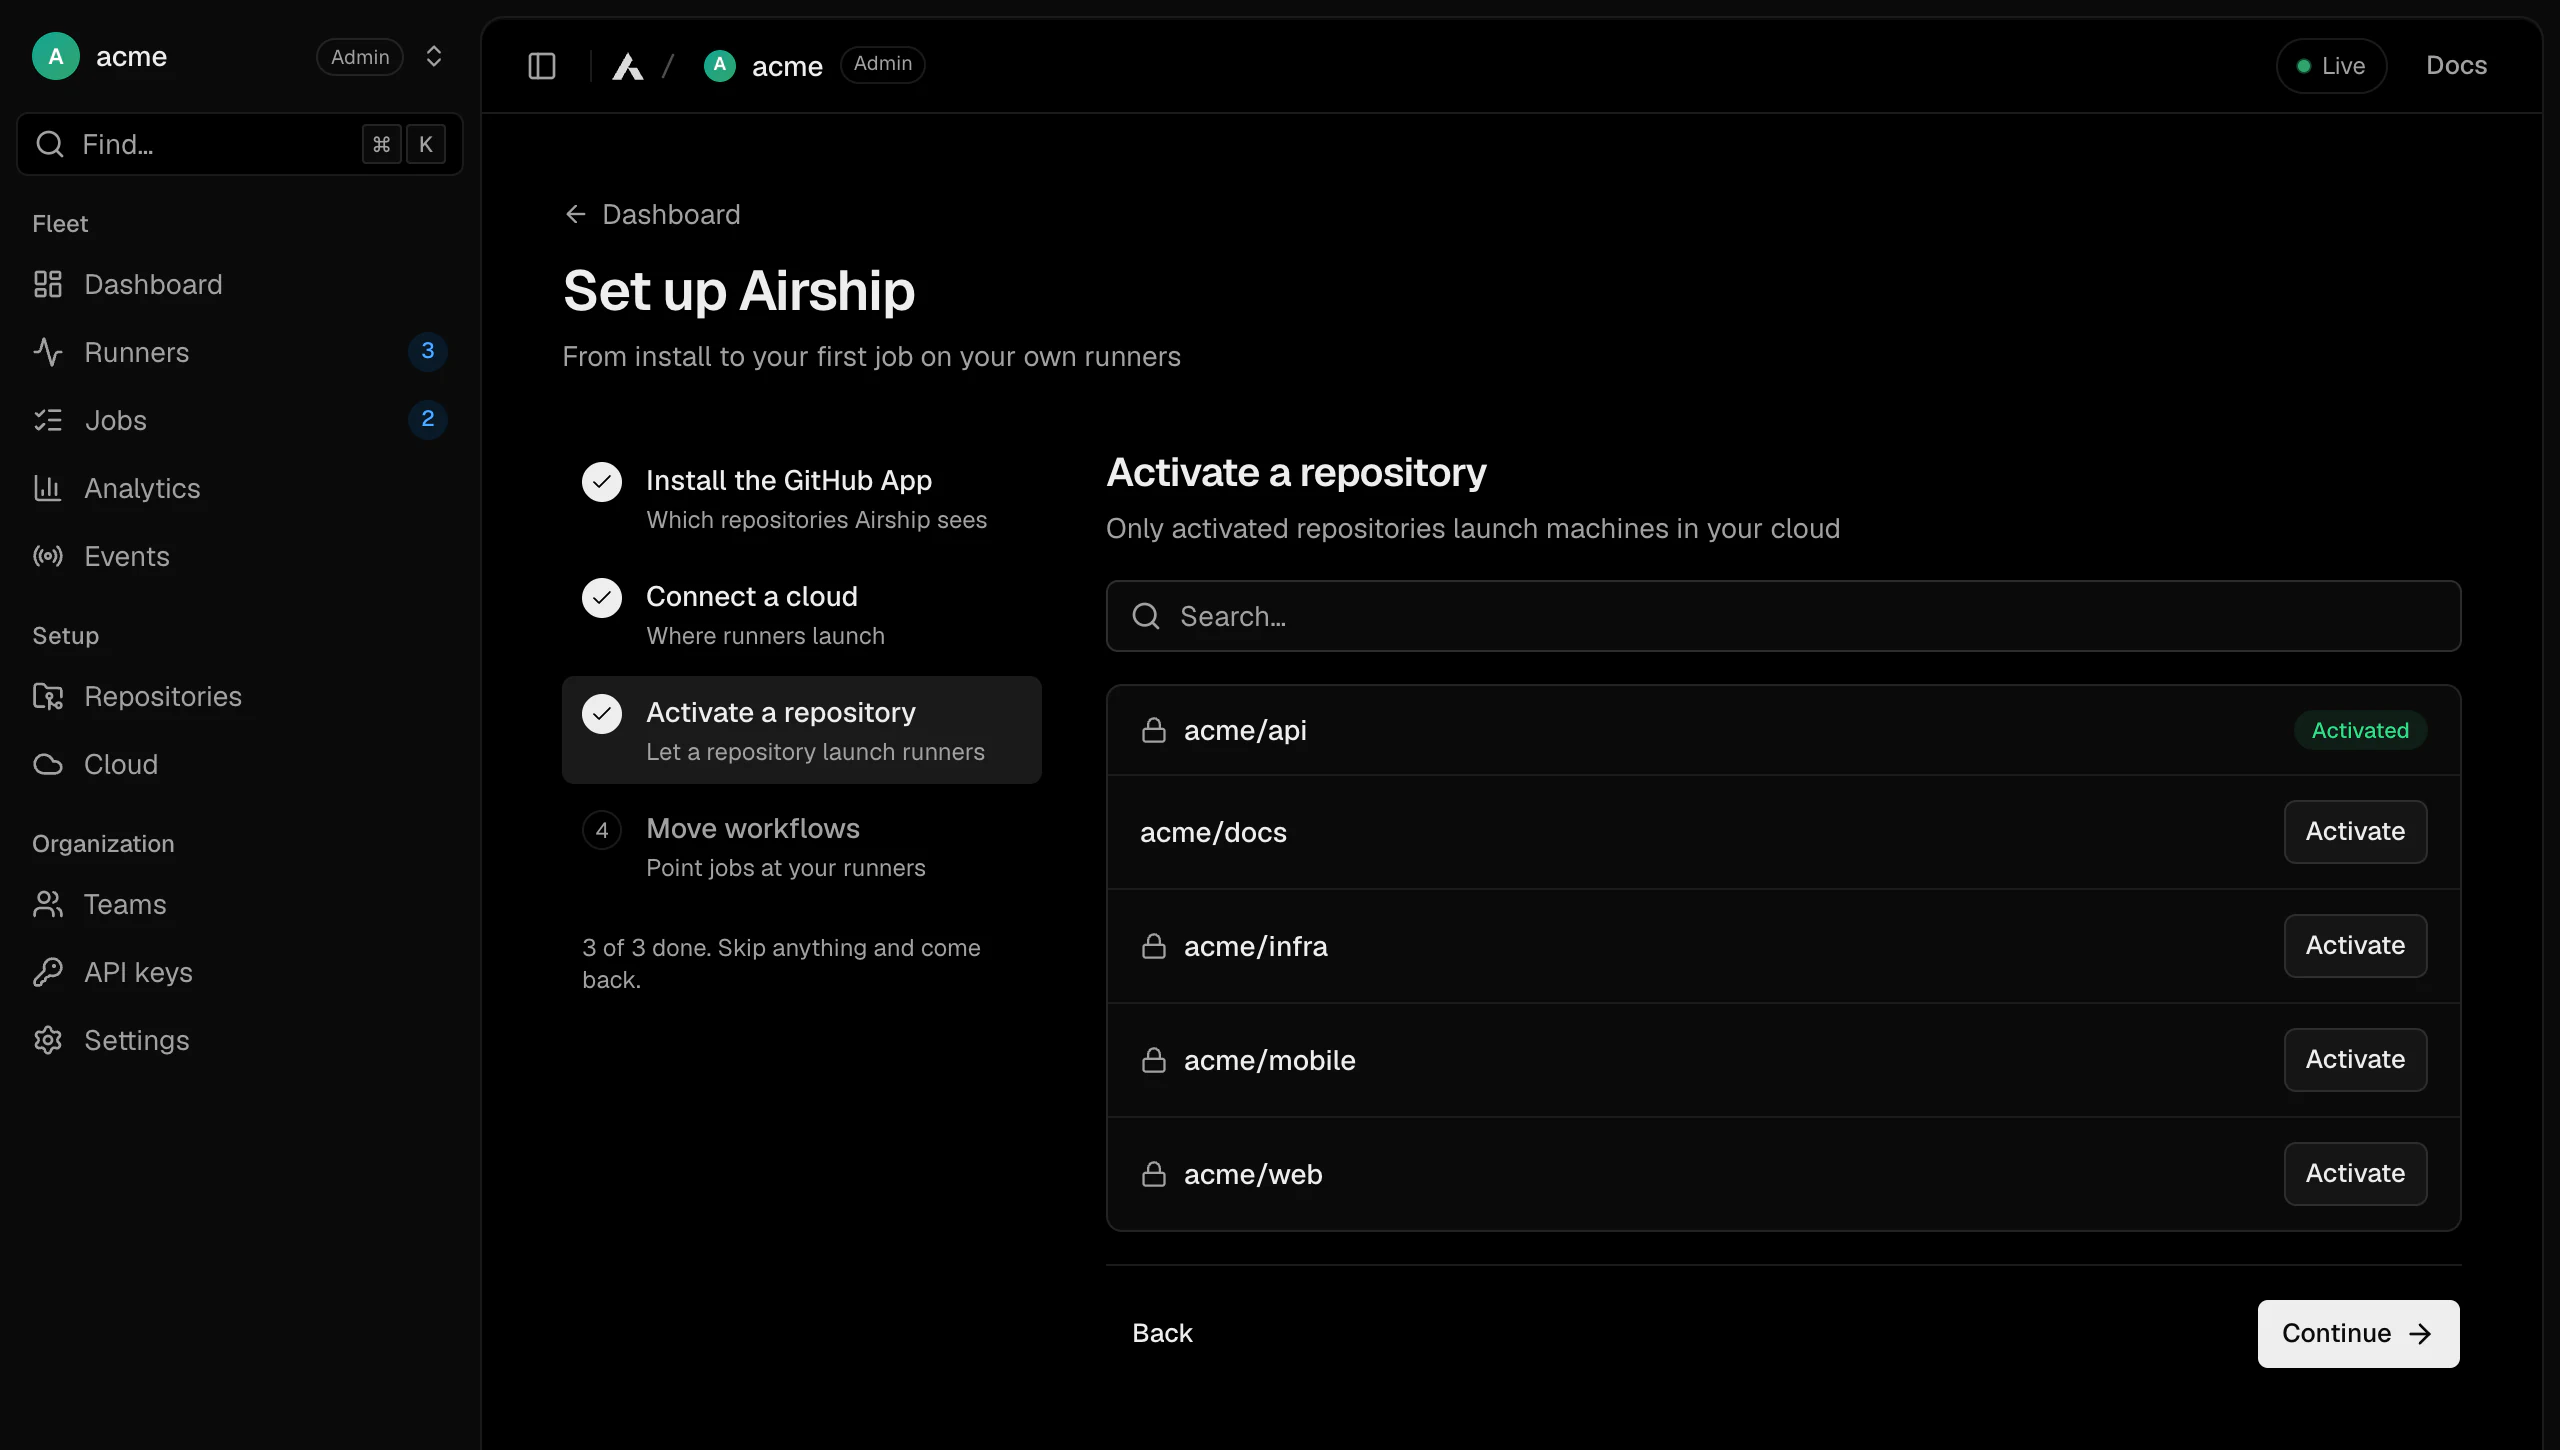 A acme Admin
Find... ⌘ K
Fleet
Dashboard
Runners 3
Jobs 2
Analytics
Events
Setup
Repositories
Cloud
Organization
Teams
API keys
Settings
/ A acme Admin
Live Docs
← Dashboard
Set up Airship
From install to your first job on your own runners
Install the GitHub App
Which repositories Airship sees
Connect a cloud
Where runners launch
Activate a repository
Let a repository launch runners
4 Move workflows
Point jobs at your runners
3 of 3 done. Skip anything and come
back.
Activate a repository
Only activated repositories launch machines in your cloud
Search...
acme/api Activated
acme/docs Activate
acme/infra Activate
acme/mobile Activate
acme/web Activate
Back Continue →